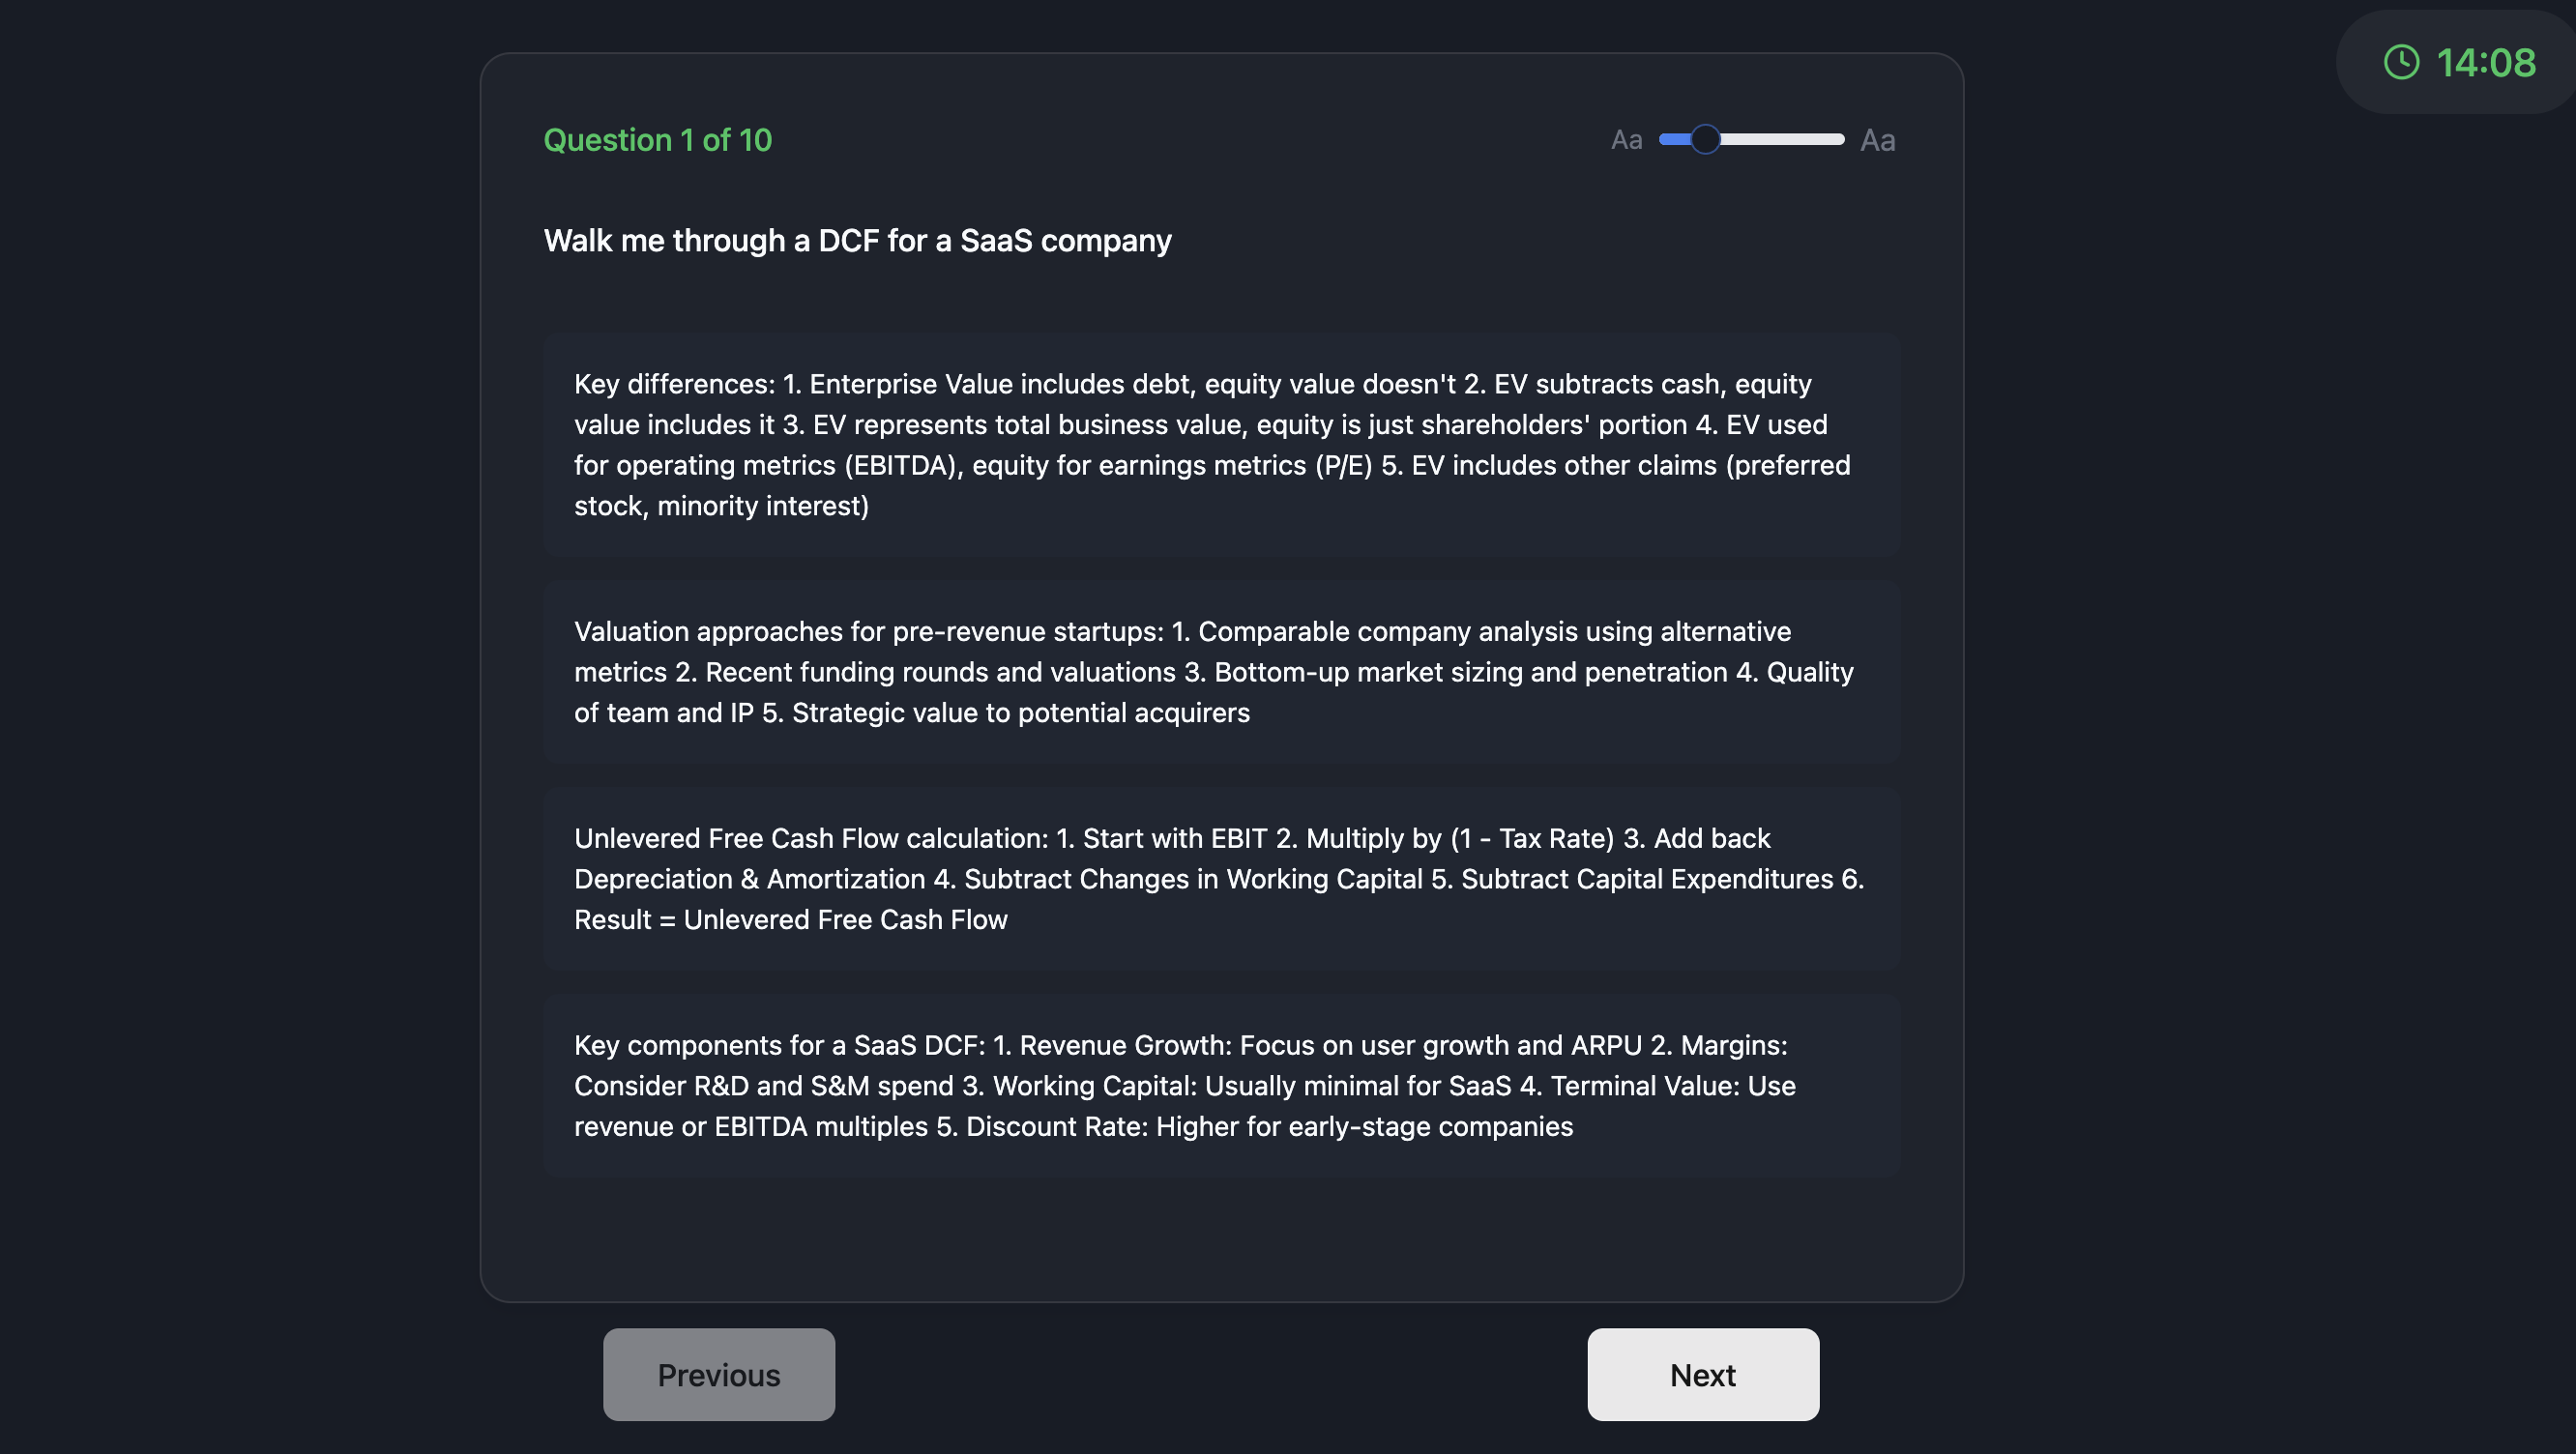 14:08
Question 1 of 10
Aa Aa
Walk me through a DCF for a SaaS company
Key differences: 1. Enterprise Value includes debt, equity value doesn't 2. EV subtracts cash, equity
value includes it 3. EV represents total business value, equity is just shareholders' portion 4. EV used
for operating metrics (EBITDA), equity for earnings metrics (P/E) 5. EV includes other claims (preferred
stock, minority interest)
Valuation approaches for pre-revenue startups: 1. Comparable company analysis using alternative
metrics 2. Recent funding rounds and valuations 3. Bottom-up market sizing and penetration 4. Quality
of team and IP 5. Strategic value to potential acquirers
Unlevered Free Cash Flow calculation: 1. Start with EBIT 2. Multiply by (1 - Tax Rate) 3. Add back
Depreciation & Amortization 4. Subtract Changes in Working Capital 5. Subtract Capital Expenditures 6.
Result = Unlevered Free Cash Flow
Key components for a SaaS DCF: 1. Revenue Growth: Focus on user growth and ARPU 2. Margins:
Consider R&D and S&M spend 3. Working Capital: Usually minimal for SaaS 4. Terminal Value: Use
revenue or EBITDA multiples 5. Discount Rate: Higher for early-stage companies
Previous
Next